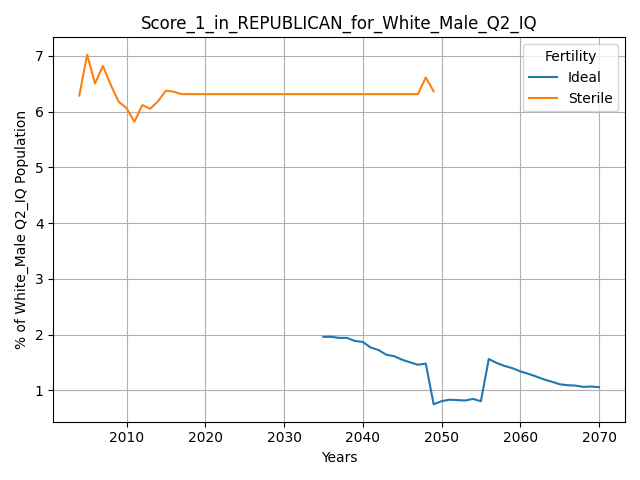 Score_1_in_REPUBLICAN_for_White_Male_Q2_IQ
Fertility
Ideal
Sterile
% of White_Male Q2_IQ Population
7
6
5
4
3
2
1
2010 2020 2030 2040 2050 2060 2070
Years